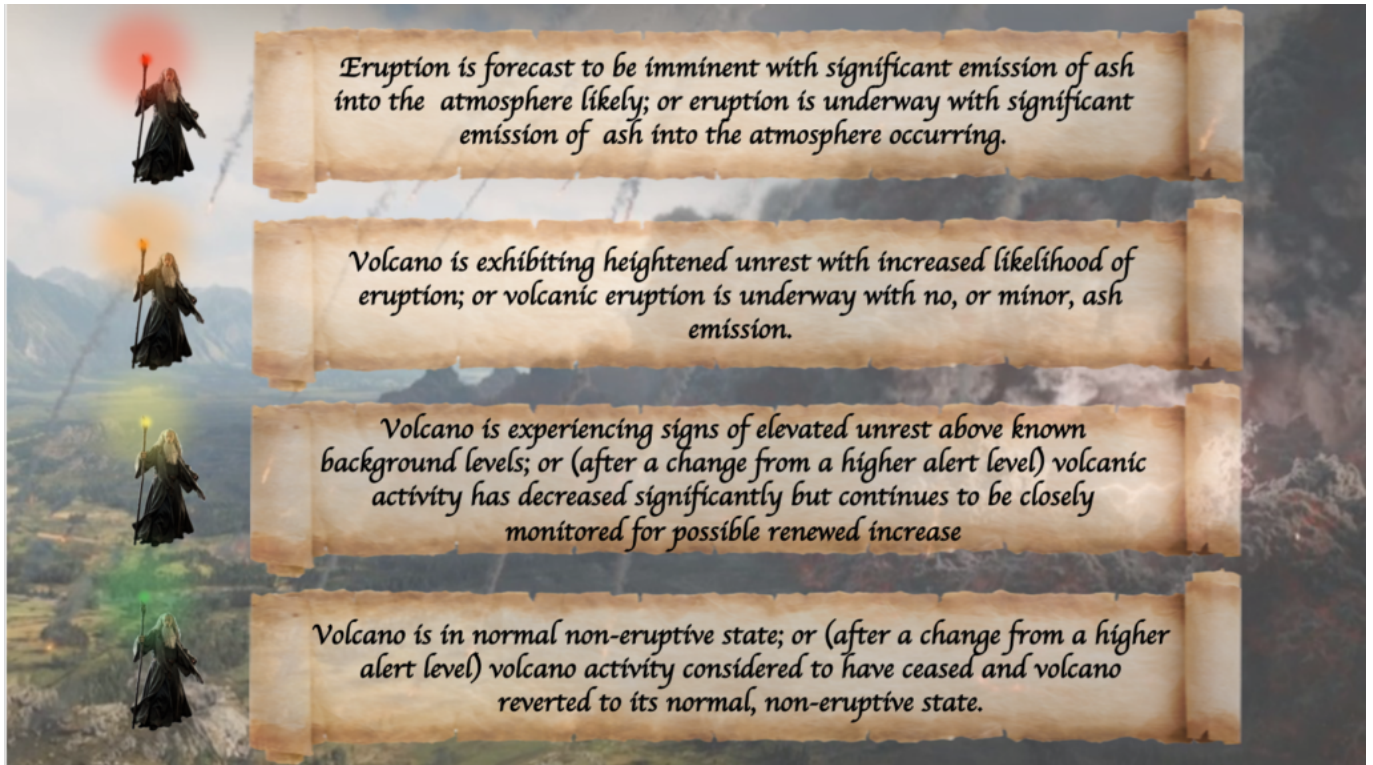 Eruption is forecast to be imminent with significant emission of ash
into the atmosphere likely; or eruption is underway with significant
emission of ash into the atmosphere occurring.
Volcano is exhibiting heightened unrest with increased likelihood of
eruption; or volcanic eruption is underway with no, or minor, ash
emission.
Volcano is experiencing signs of elevated unrest above known
background levels; or (after a change from a higher alert level) volcanic
activity has decreased significantly but continues to be closely
monitored for possible renewed increase
Volcano is in normal non-eruptive state; or (after a change from a higher
alert level) volcano activity considered to have ceased and volcano
reverted to its normal, non-eruptive state.